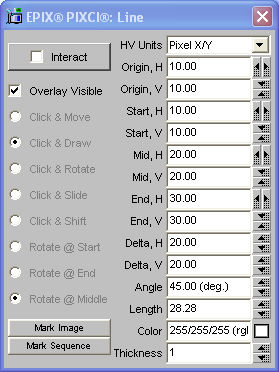 EPIX® PIXCI®: Line
Interact
Overlay Visible
Click & Move
Click & Draw
Click & Rotate
Click & Slide
Click & Shift
Rotate @ Start
Rotate @ End
Rotate @ Middle
Mark Image
Mark Sequence
HV Units Pixel X/Y
Origin, H 10.00
Origin, V 10.00
Start, H 10.00
Start, V 10.00
Mid, H 20.00
Mid, V 20.00
End, H 30.00
End, V 30.00
Delta, H 20.00
Delta, V 20.00
Angle 45.00 (deg.)
Length 28.28
Color 255/255/255 (rgl
Thickness 1